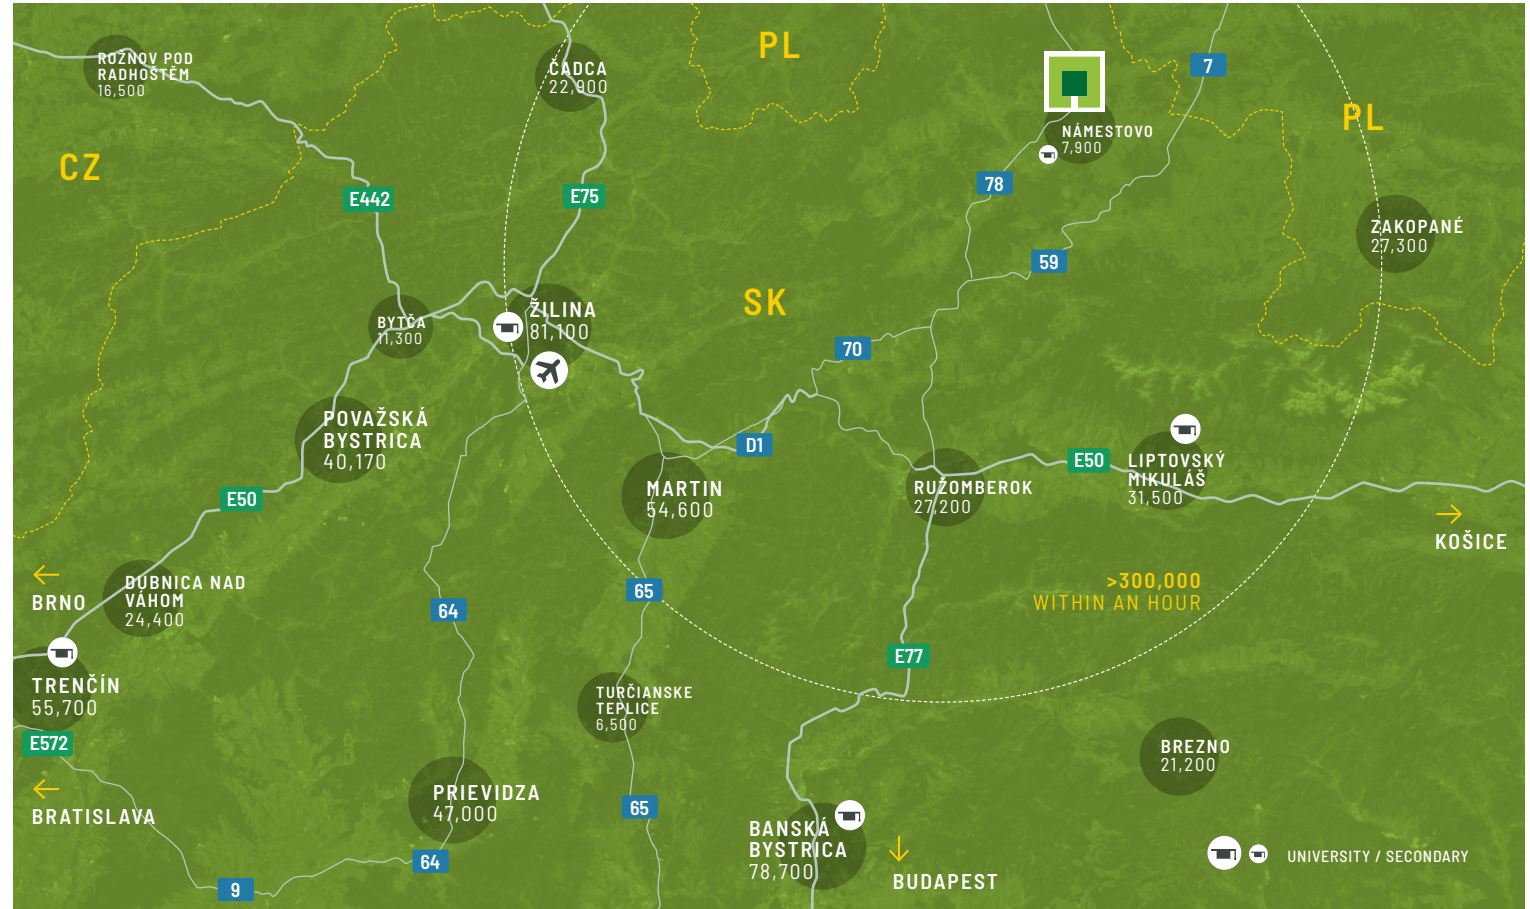 ROŽNOV POD
RADHOŠTĚM
16,500
ČADCA
22,900
PL
7
NÁMESTOVO
7,900
PL
CZ
E442
E75
78
ZAKOPANÉ
27,300
59
SK
ŽILINA
81,100
BYTČA
11,300
70
POVAŽSKÁ
BYSTRICA
40,170
D1
E50
LIPTOVSKÝ
MIKULÁŠ
31,500
E50
MARTIN
54,600
RUŽOMBEROK
27,200
KOŠICE
BRNO
DUBNICA NAD
VÁHOM
24,400
64
65
>300,000
WITHIN AN HOUR
E77
TRENČÍN
55,700
TURČIANSKE
TEPLICE
6,500
E572
BREZNO
21,200
BRATISLAVA
PRIEVIDZA
47,000
65
BANSKÁ
BYSTRICA
78,700
64
9
BUDAPEST
UNIVERSITY / SECONDARY